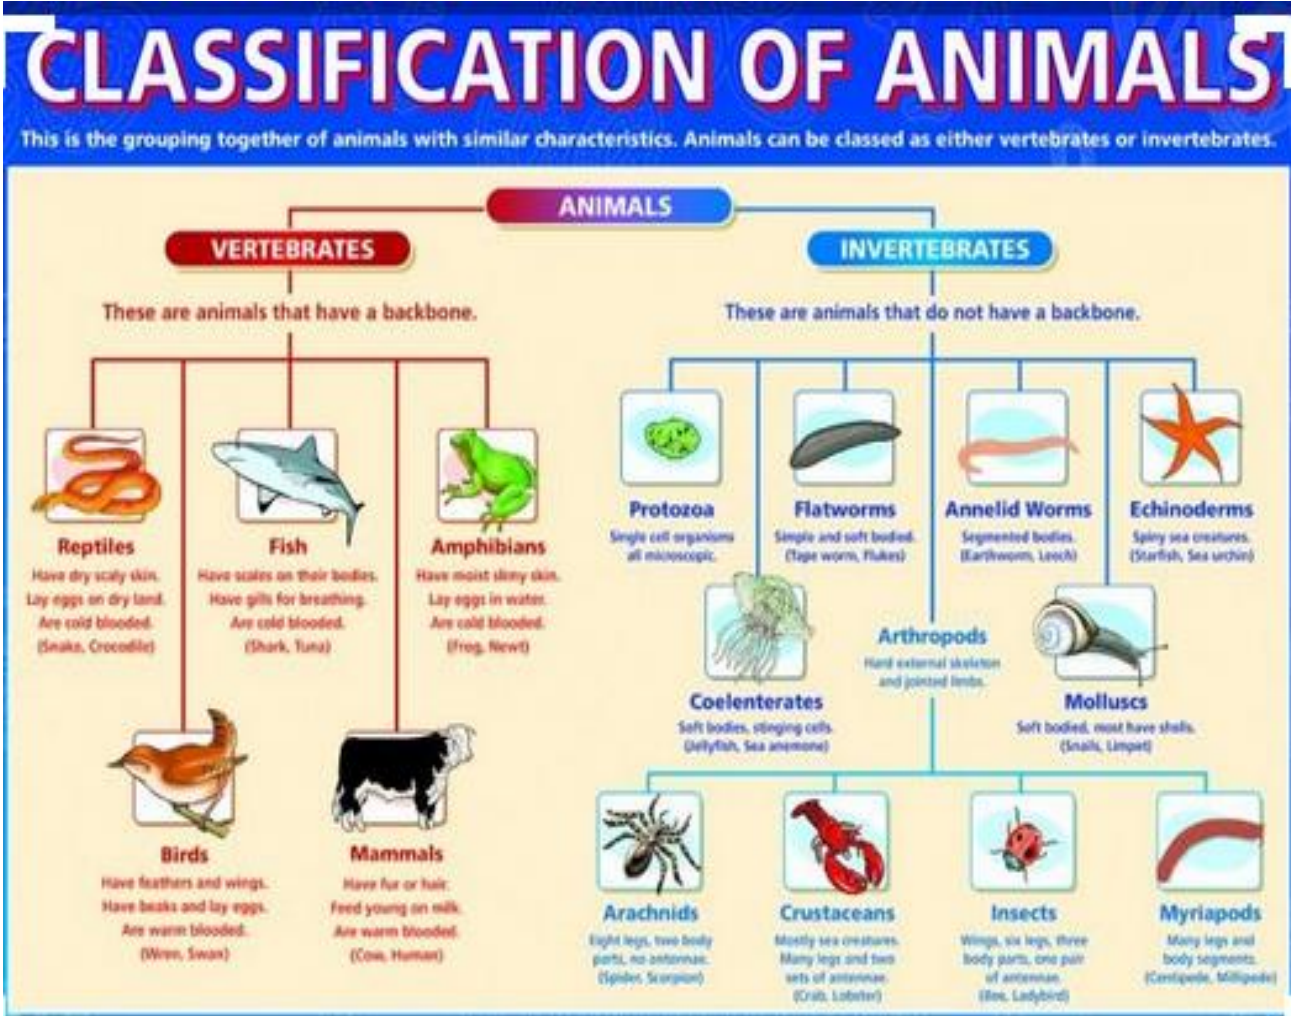 CLASSIFICATION OF ANIMALS
This is the grouping together of animals with similar characteristics. Animals can be classed as either vertebrates or invertebrates.
ANIMALS
VERTEBRATES
These are animals that have a backbone.
Reptiles
Have dry scaly skin.
Lay eggs on dry land.
Are cold blooded.
(Snake, Crocodile)
Fish
Have scales on their bodies.
Have gills for breathing.
Are cold blooded.
(Shark, Tuna)
Amphibians
Have moist slimy skin.
Lay eggs in water.
Are cold blooded.
(Frog, Newt)
Birds
Have feathers and wings.
Have beaks and lay eggs.
Are warm blooded.
(Wren, Swan)
Mammals
Have fur or hair.
Feed young on milk.
Are warm blooded.
(Cow, Human)
INVERTEBRATES
These are animals that do not have a backbone.
Protozoa
Single cell organisms
all microscopic.
Flatworms
Simple and soft bodied.
(Tape worm, Flukes)
Annelid Worms
Segmented bodies.
(Earthworm, Leech)
Echinoderms
Spiny sea creatures.
(Starfish, Sea urchin)
Coelenterates
Soft bodies, stinging cells.
(Jellyfish, Sea anemone)
Arthropods
Hard external skeleton
and jointed limbs.
Molluscs
Soft bodied, most have shells.
(Snails, Limpet)
Arachnids
Eight legs, two body
parts, no antennae.
(Spider, Scorpion)
Crustaceans
Mostly sea creatures.
Many legs and two
sets of antennae.
(Crab, Lobster)
Insects
Wings, six legs, three
body parts, one pair
of antennae.
(Bee, Ladybird)
Myriapods
Many legs and
body segments.
(Centipede, Millipede)